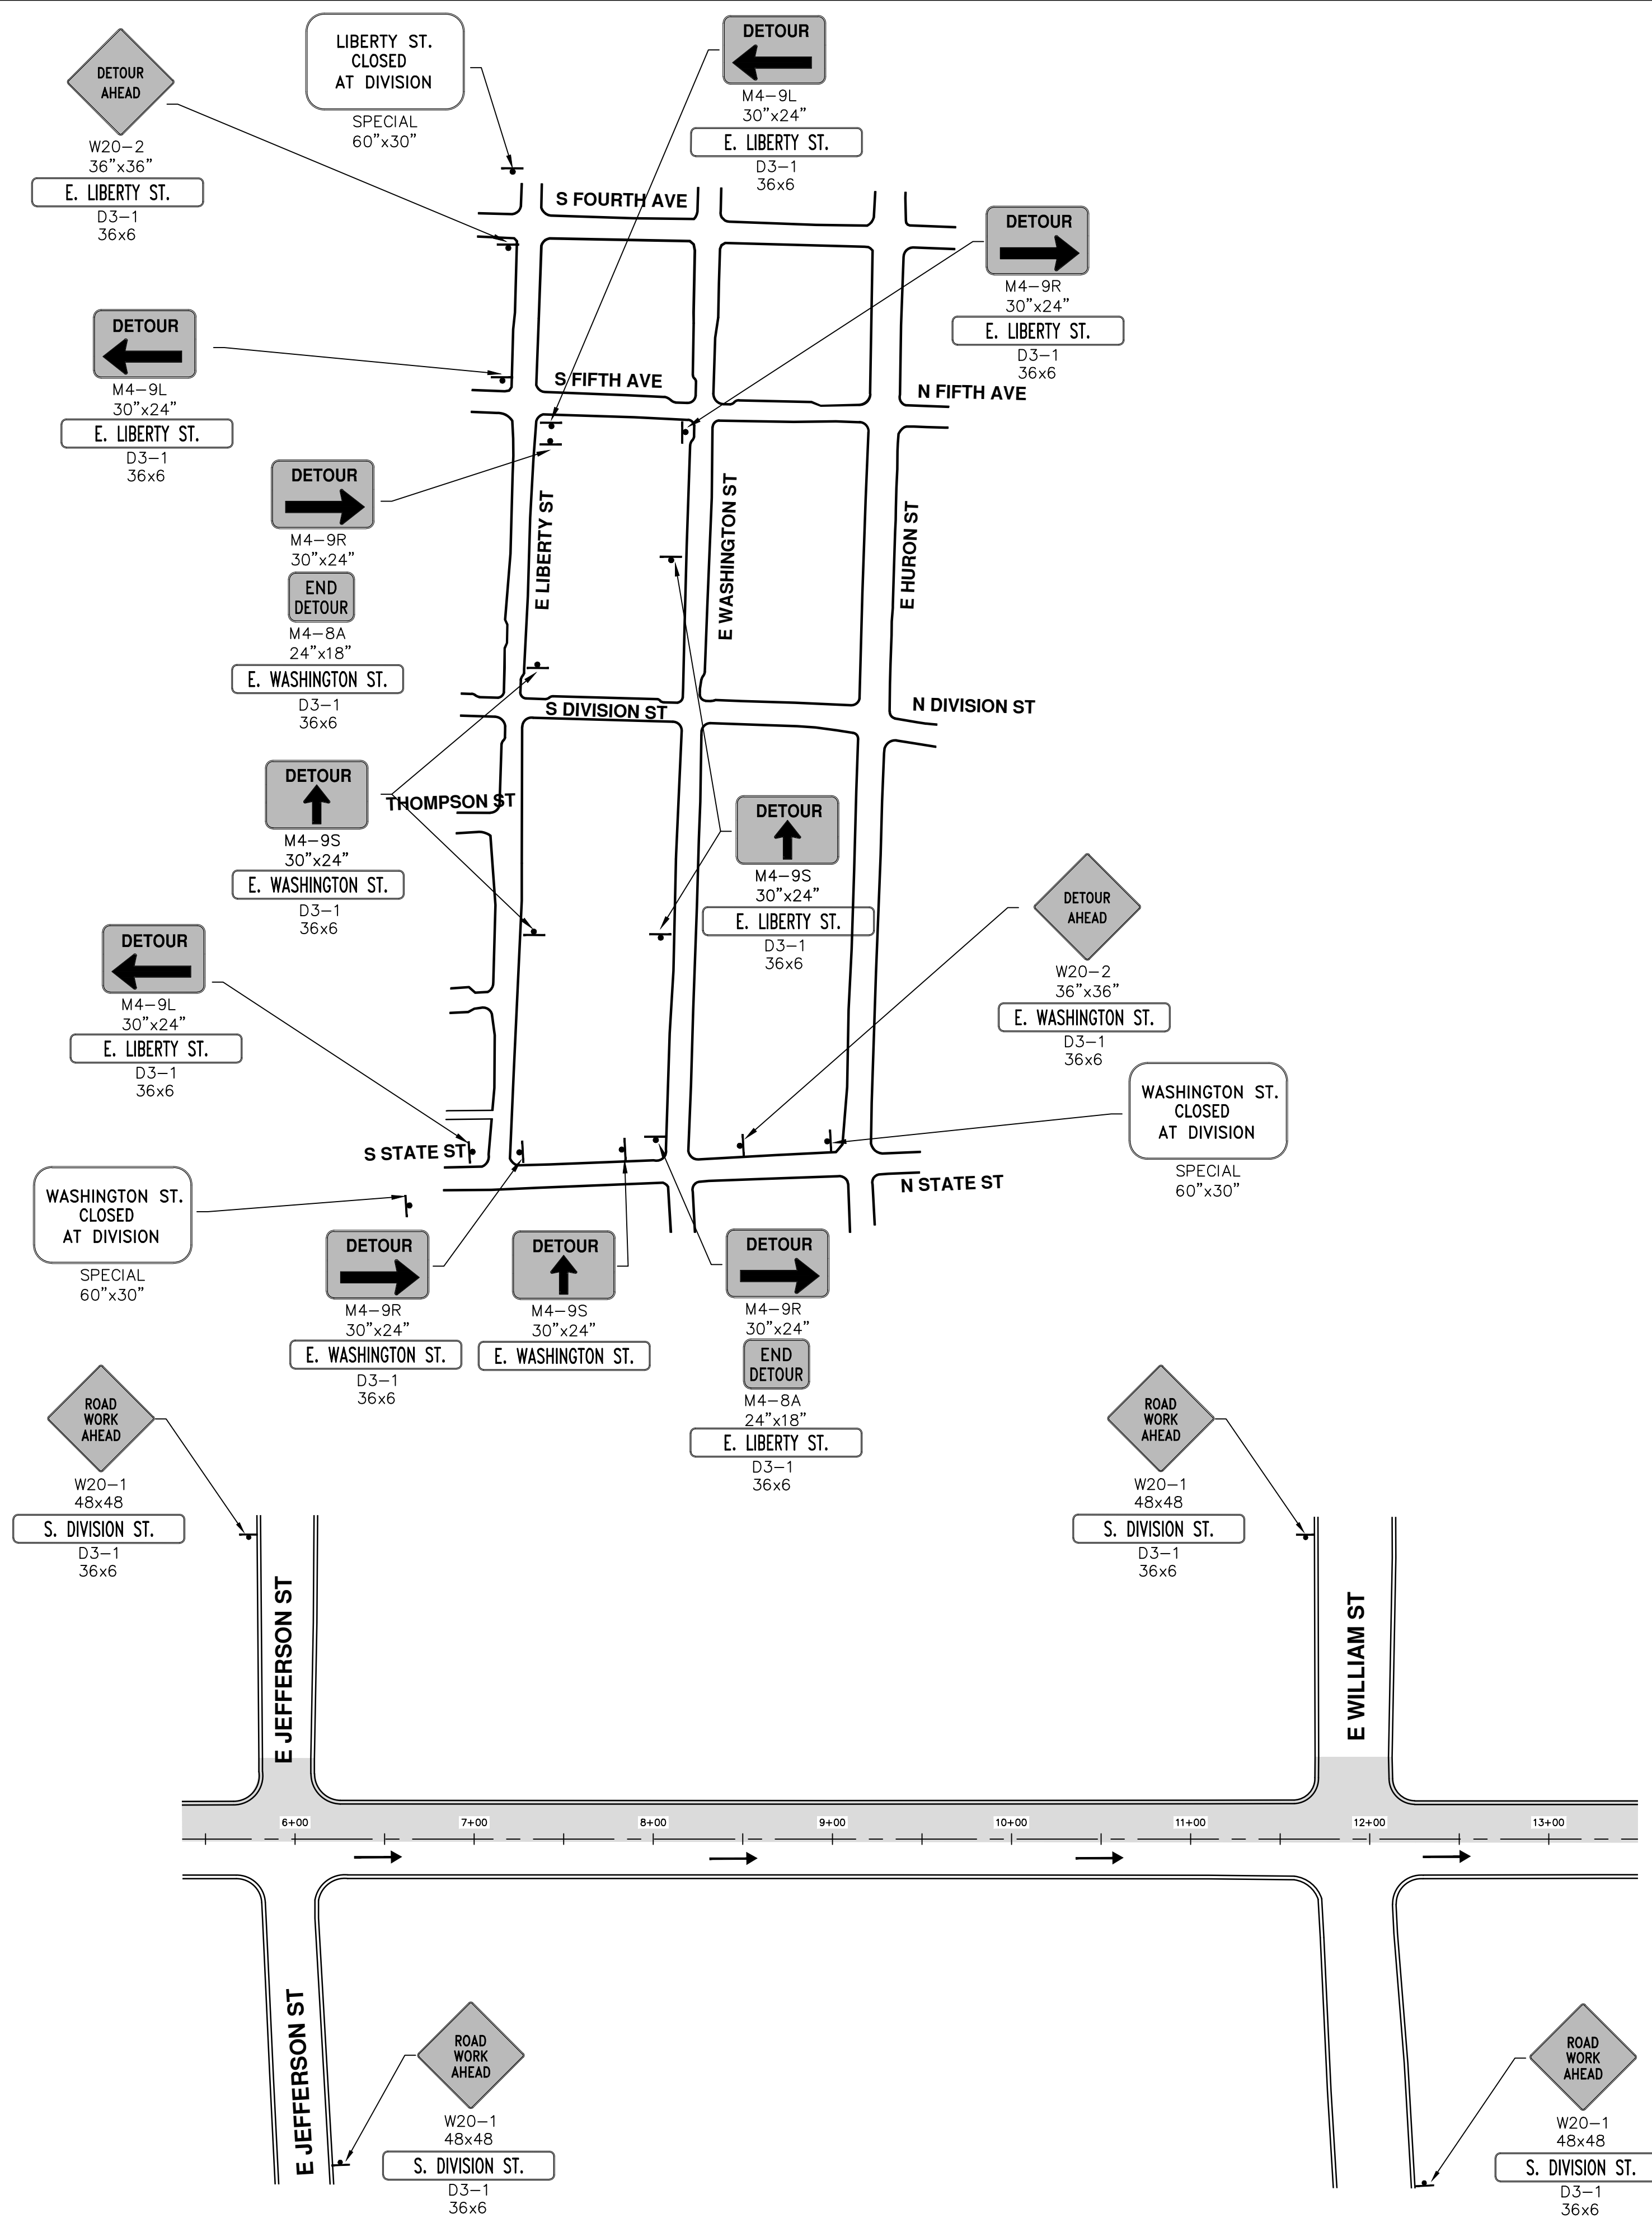 DETOUR
AHEAD
W20-2
36"x36"
E. LIBERTY ST.
D3-1
36x6
LIBERTY ST.
CLOSED
AT DIVISION
SPECIAL
60"x30"
DETOUR
M4-9L
30"x24"
E. LIBERTY ST.
D3-1
36x6
S FOURTH AVE
DETOUR
M4-9R
30"x24"
E. LIBERTY ST.
D3-1
36x6
DETOUR
M4-9L
30"x24"
E. LIBERTY ST.
D3-1
36x6
S FIFTH AVE
N FIFTH AVE
DETOUR
M4-9R
30"x24"
END
DETOUR
M4-8A
24"x18"
E. WASHINGTON ST.
D3-1
36x6
E LIBERTY ST
E WASHINGTON ST
E HURON ST
S DIVISION ST
N DIVISION ST
DETOUR
M4-9S
30"x24"
E. WASHINGTON ST.
D3-1
36x6
THOMPSON ST
DETOUR
M4-9S
30"x24"
E. LIBERTY ST.
D3-1
36x6
DETOUR
AHEAD
W20-2
36"x36"
E. WASHINGTON ST.
D3-1
36x6
DETOUR
M4-9L
30"x24"
E. LIBERTY ST.
D3-1
36x6
WASHINGTON ST.
CLOSED
AT DIVISION
SPECIAL
60"x30"
S STATE ST
N STATE ST
WASHINGTON ST.
CLOSED
AT DIVISION
SPECIAL
60"x30"
DETOUR
M4-9R
30"x24"
E. WASHINGTON ST.
D3-1
36x6
DETOUR
M4-9S
30"x24"
E. WASHINGTON ST.
DETOUR
M4-9R
30"x24"
END
DETOUR
M4-8A
24"x18"
E. LIBERTY ST.
D3-1
36x6
ROAD
WORK
AHEAD
W20-1
48x48
S. DIVISION ST.
D3-1
36x6
ROAD
WORK
AHEAD
W20-1
48x48
S. DIVISION ST.
D3-1
36x6
E JEFFERSON ST
E WILLIAM ST
6+00
7+00
8+00
9+00
10+00
11+00
12+00
13+00
E JEFFERSON ST
ROAD
WORK
AHEAD
W20-1
48x48
S. DIVISION ST.
D3-1
36x6
ROAD
WORK
AHEAD
W20-1
48x48
S. DIVISION ST.
D3-1
36x6